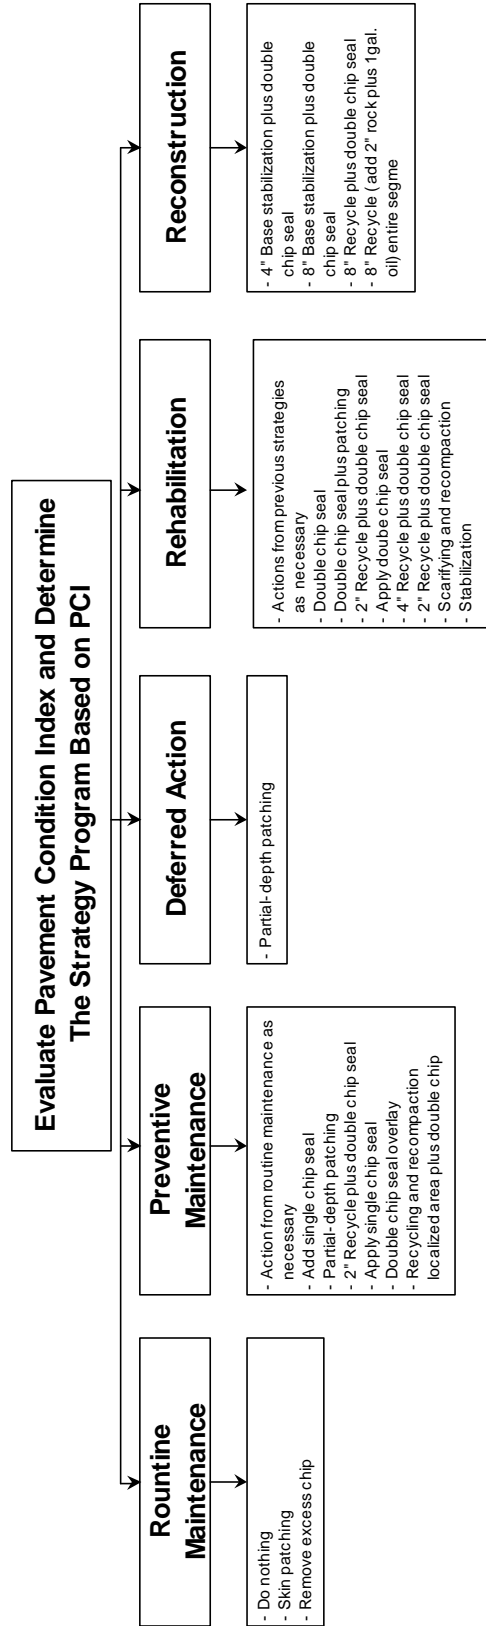 Evaluate Pavement Condition Index and Determine
The Strategy Program Based on PCI
Rountine
Maintenance
- Do nothing
- Skin patching
- Remove excess chip
Preventive
Maintenance
- Action from routine maintenance as
necessary
- Add single chip seal
- Partial-depth patching
- 2" Recycle plus double chip seal
- Apply single chip seal
- Double chip seal overlay
- Recycling and recompaction
localized area plus double chip
Deferred Action
- Partial-depth patching
Rehabilitation
- Actions from previous strategies
as necessary
- Double chip seal
- Double chip seal plus patching
- 2" Recycle plus double chip seal
- Apply doube chip seal
- 4" Recycle plus double chip seal
- 2" Recycle plus double chip seal
- Scarifying and recompaction
- Stabilization
Reconstruction
- 4" Base stabilization plus double
chip seal
- 8" Base stabilization plus double
chip seal
- 8" Recycle plus double chip seal
- 8" Recycle ( add 2" rock plus 1gal.
oil) entire segme